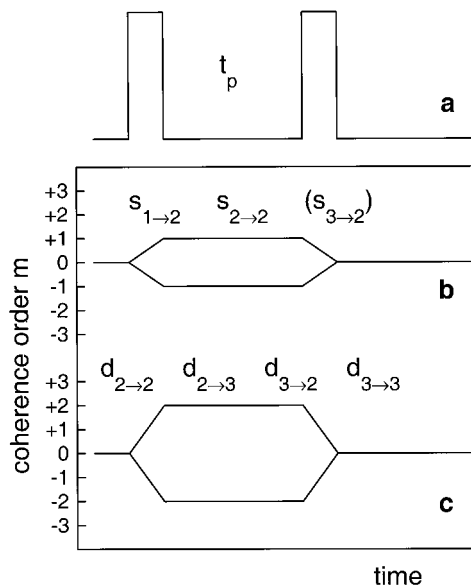 t_p
a
+3
+2
+1
0
-1
-2
-3
s_{1→2} s_{2→2} (s_{3→2})
b
d_{2→2} d_{2→3} d_{3→2} d_{3→3}
+3
+2
+1
0
-1
-2
-3
c
coherence order m
time